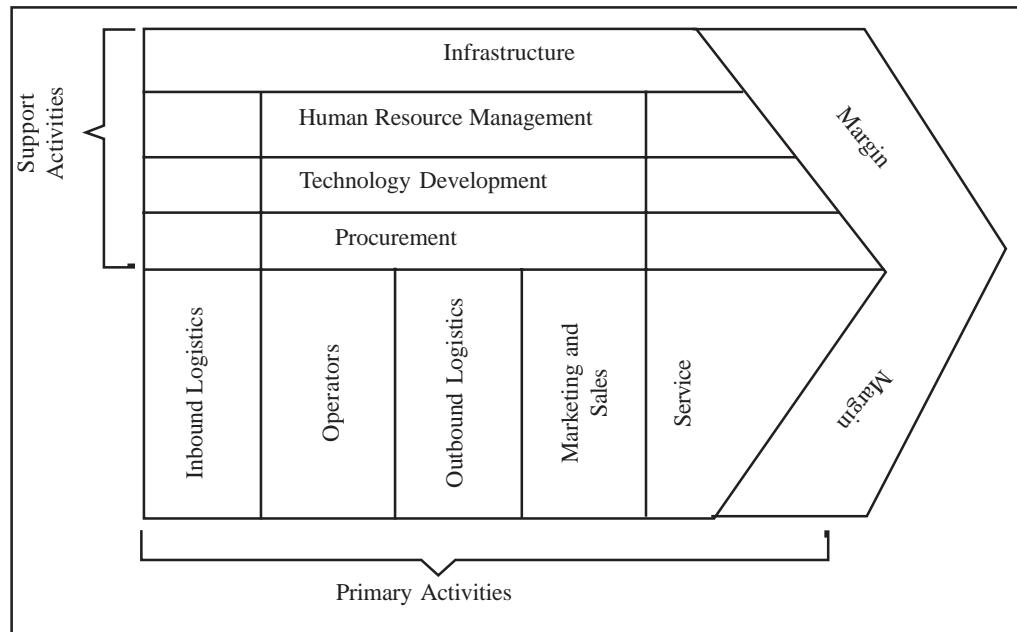 Support
Activities
Infrastructure
Human Resource Management
Technology Development
Procurement
Margin
Inbound Logistics
Operators
Outbound Logistics
Marketing and
Sales
Service
Margin
Primary Activities